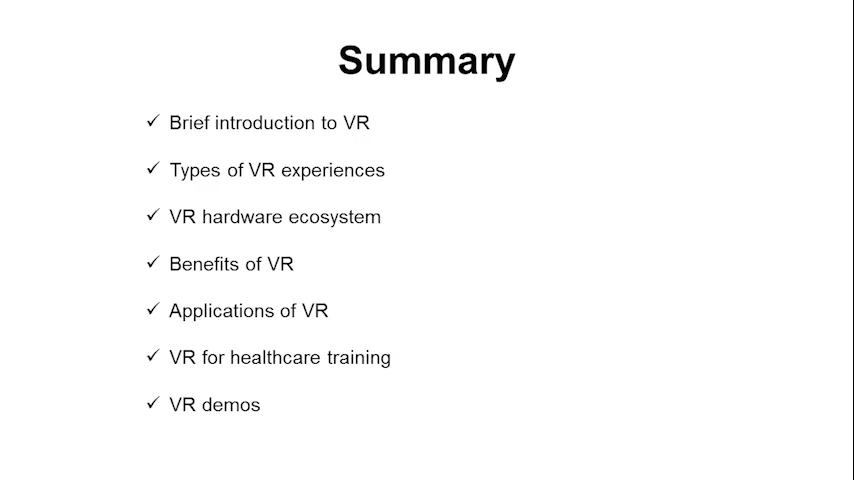 Summary
✓ Brief introduction to VR
✓ Types of VR experiences
✓ VR hardware ecosystem
✓ Benefits of VR
✓ Applications of VR
✓ VR for healthcare training
✓ VR demos